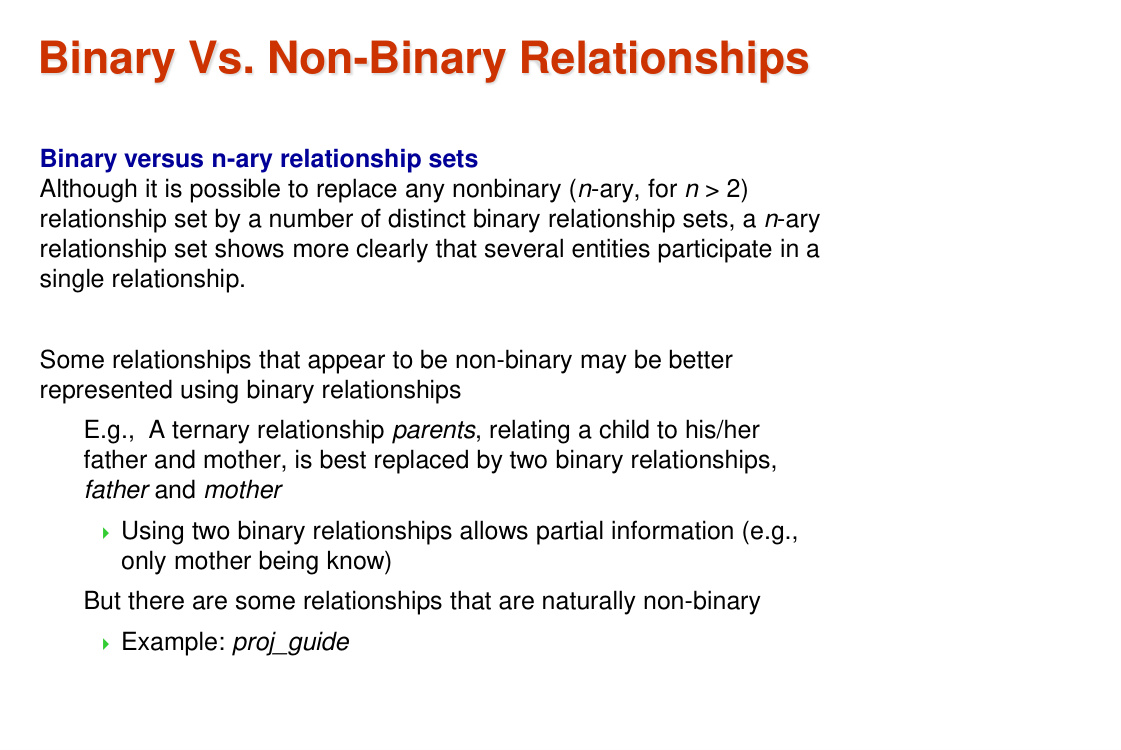 Binary Vs. Non-Binary Relationships
Binary versus n-ary relationship sets
Although it is possible to replace any nonbinary (n-ary, for n > 2)
relationship set by a number of distinct binary relationship sets, a n-ary
relationship set shows more clearly that several entities participate in a
single relationship.
Some relationships that appear to be non-binary may be better
represented using binary relationships
E.g., A ternary relationship parents, relating a child to his/her
father and mother, is best replaced by two binary relationships,
father and mother
Using two binary relationships allows partial information (e.g.,
only mother being know)
But there are some relationships that are naturally non-binary
Example: proj_guide